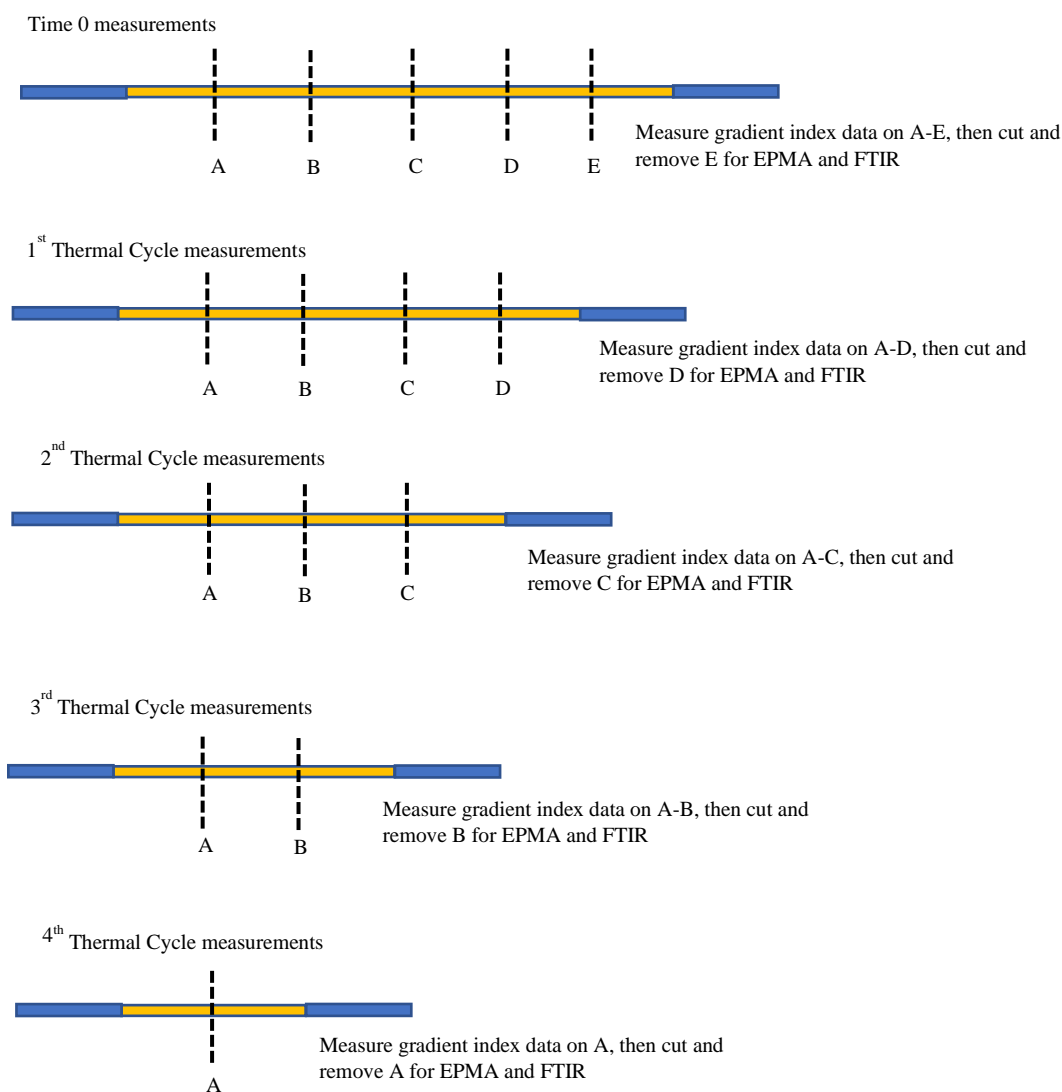 Time 0 measurements
A B C D E
Measure gradient index data on A-E, then cut and
remove E for EPMA and FTIR
1st Thermal Cycle measurements
A B C D
Measure gradient index data on A-D, then cut and
remove D for EPMA and FTIR
2nd Thermal Cycle measurements
A B C
Measure gradient index data on A-C, then cut and
remove C for EPMA and FTIR
3rd Thermal Cycle measurements
A B
Measure gradient index data on A-B, then cut and
remove B for EPMA and FTIR
4th Thermal Cycle measurements
A
Measure gradient index data on A, then cut and
remove A for EPMA and FTIR